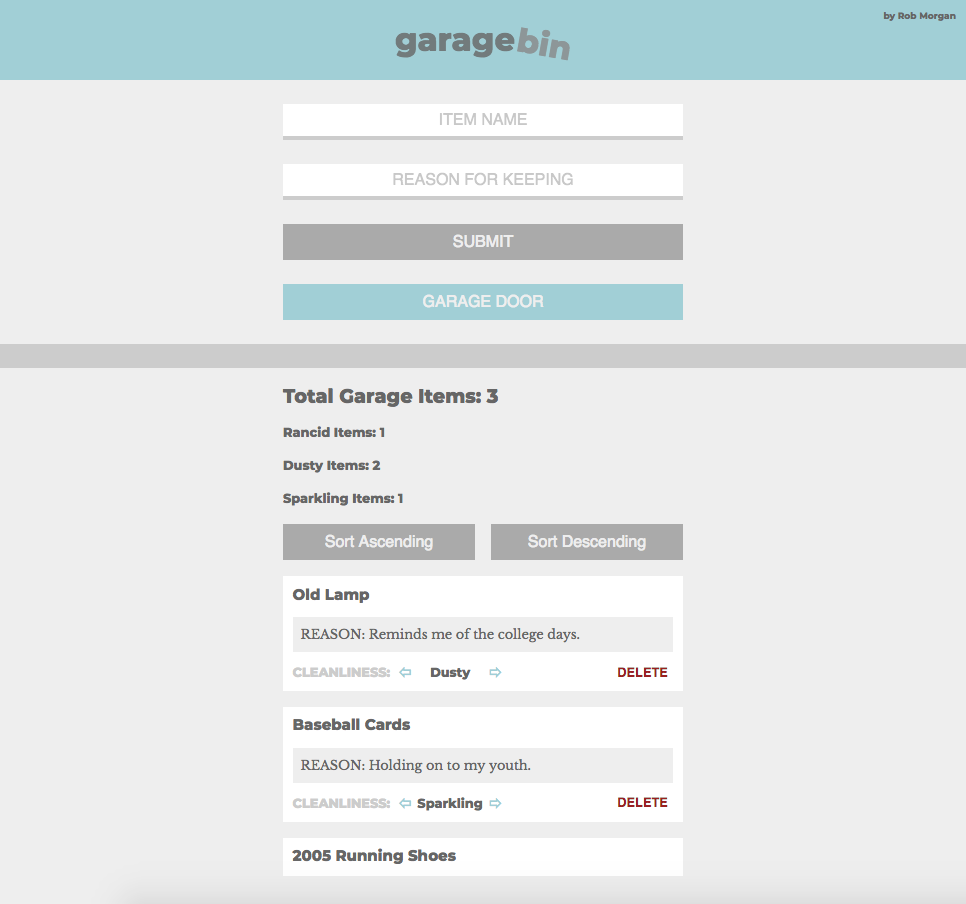 by Rob Morgan
garagebin
ITEM NAME
REASON FOR KEEPING
SUBMIT
GARAGE DOOR
Total Garage Items: 3
Rancid Items: 1
Dusty Items: 2
Sparkling Items: 1
Sort Ascending Sort Descending
Old Lamp
REASON: Reminds me of the college days.
CLEANLINESS: ⇦ Dusty ⇨ DELETE
Baseball Cards
REASON: Holding on to my youth.
CLEANLINESS: ⇦ Sparkling ⇨ DELETE
2005 Running Shoes